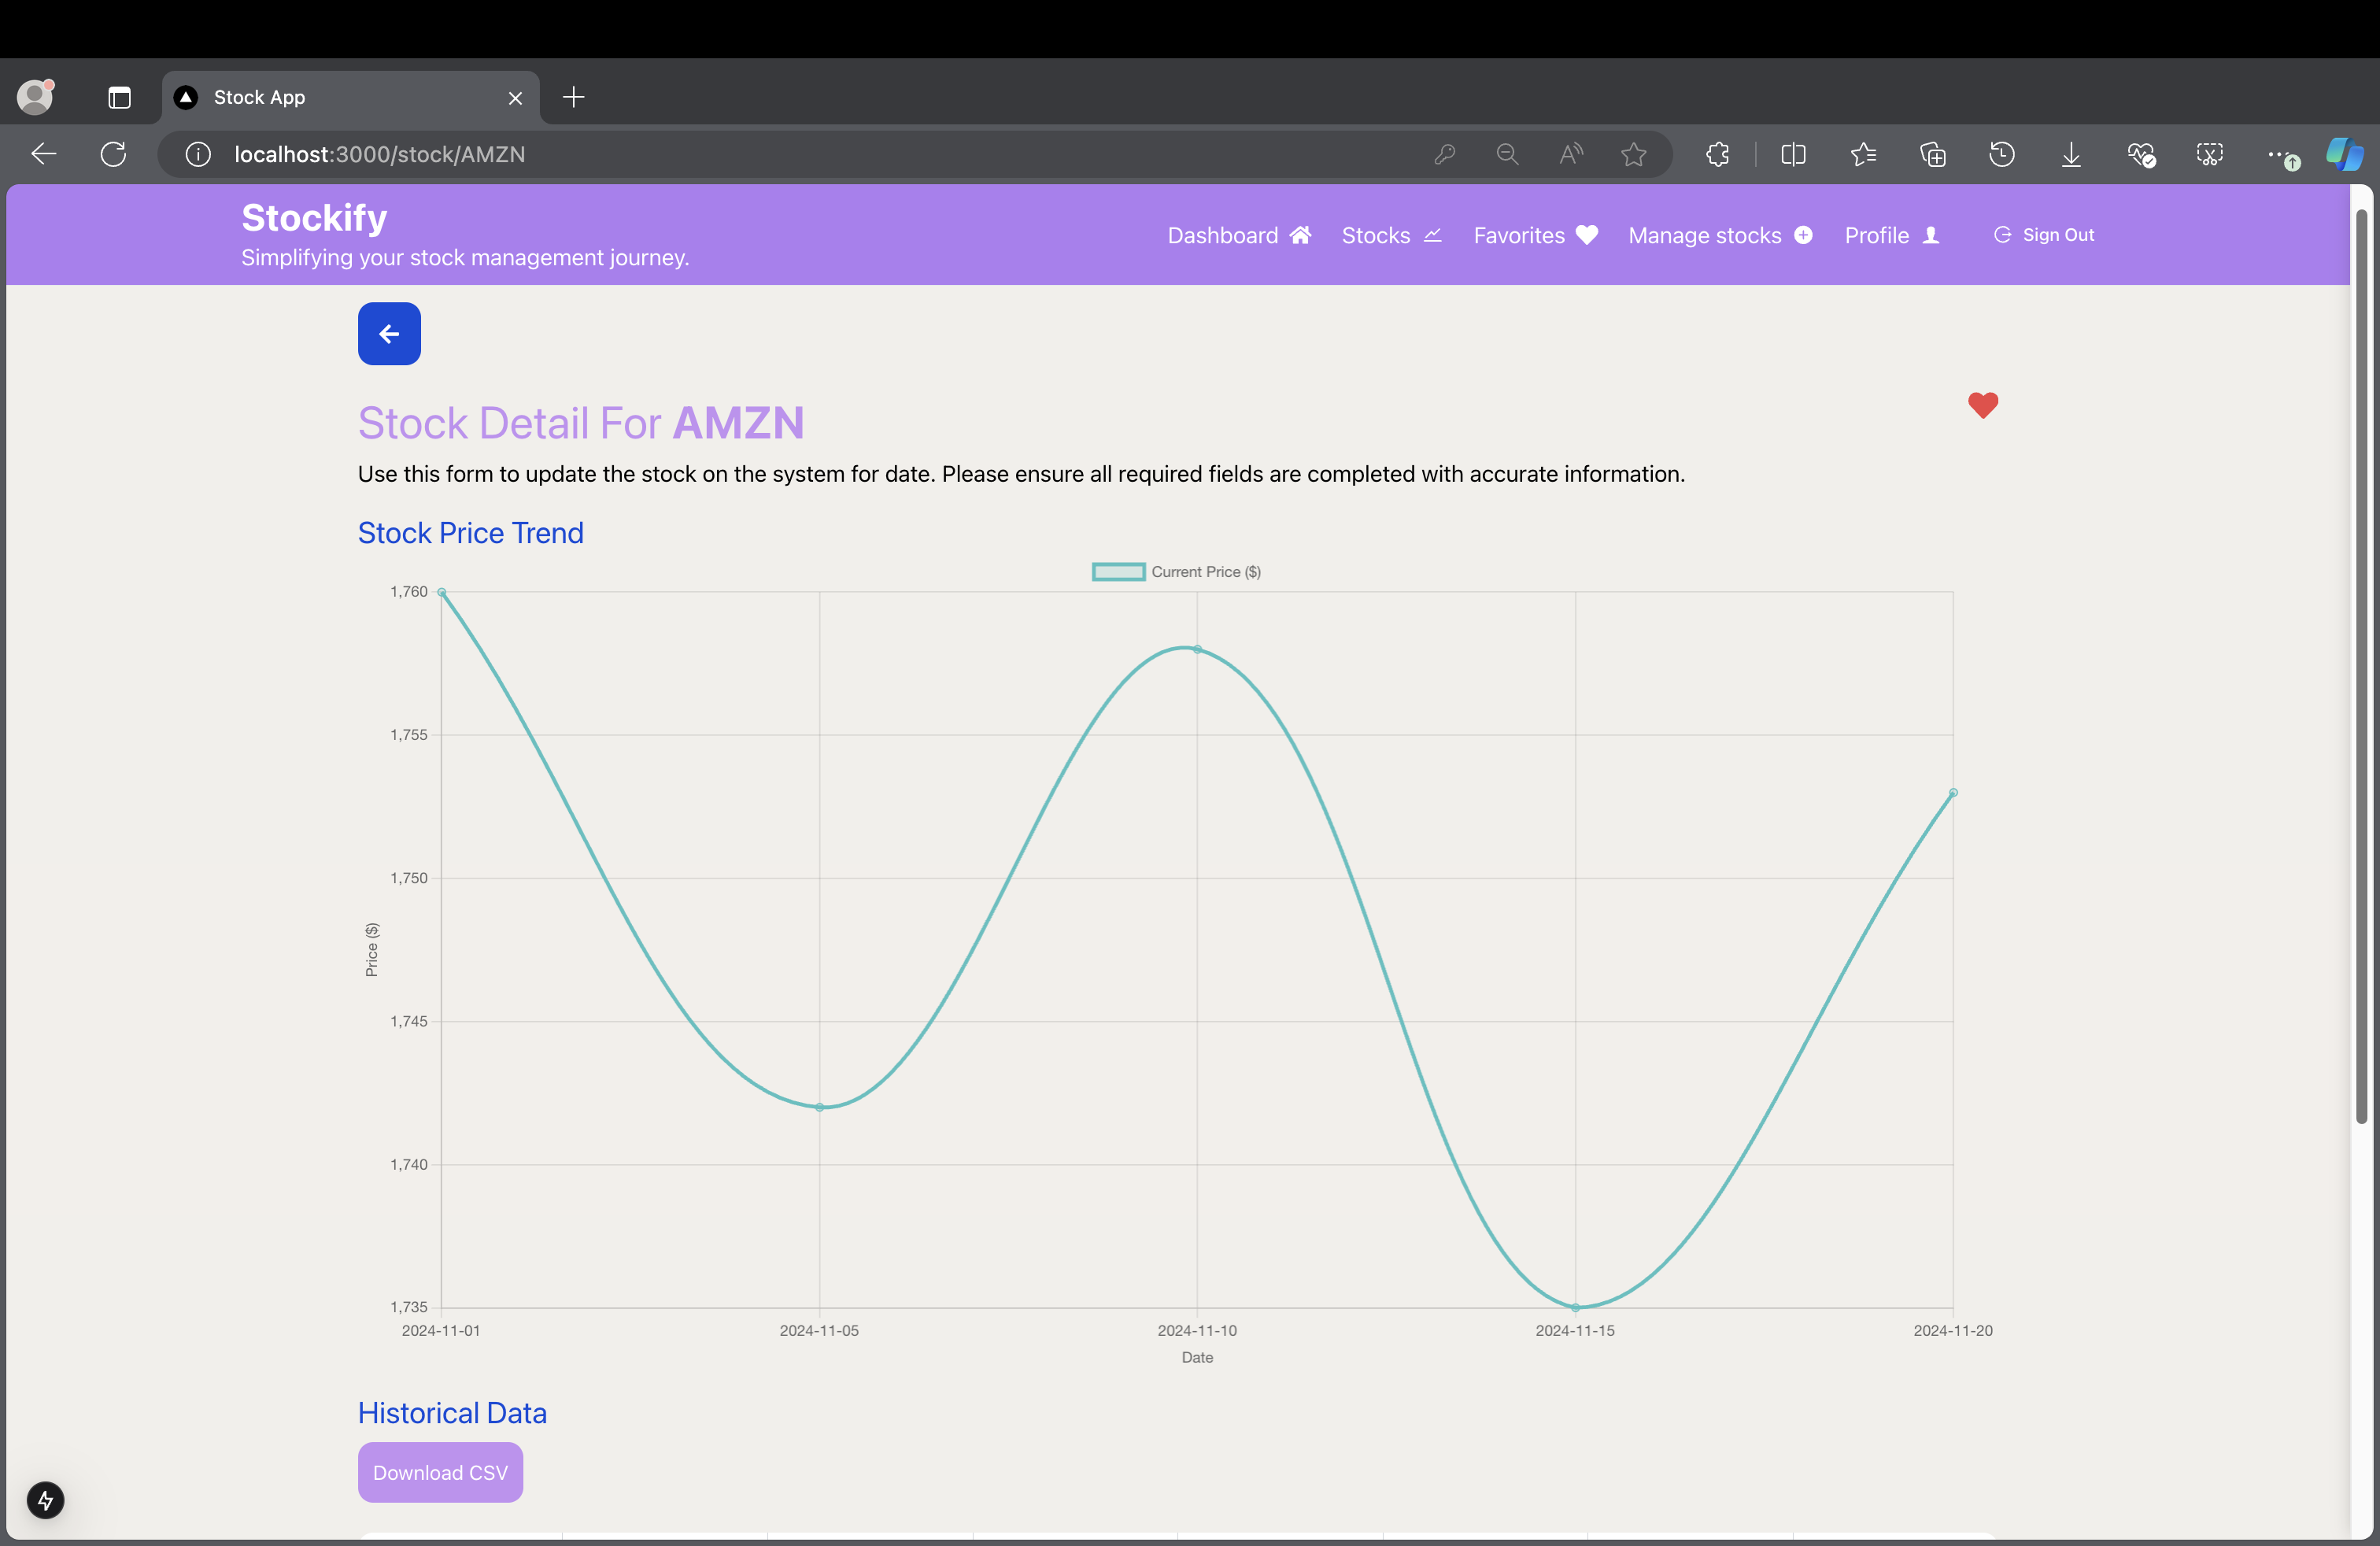 Stock App
localhost:3000/stock/AMZN
Stockify
Simplifying your stock management journey.
Dashboard
Stocks
Favorites
Manage stocks
Profile
Sign Out
Stock Detail For AMZN
Use this form to update the stock on the system for date. Please ensure all required fields are completed with accurate information.
Stock Price Trend
Current Price ($)
1,760
1,755
1,750
1,745
1,740
1,735
Price ($)
2024-11-01
2024-11-05
2024-11-10
2024-11-15
2024-11-20
Date
Historical Data
Download CSV